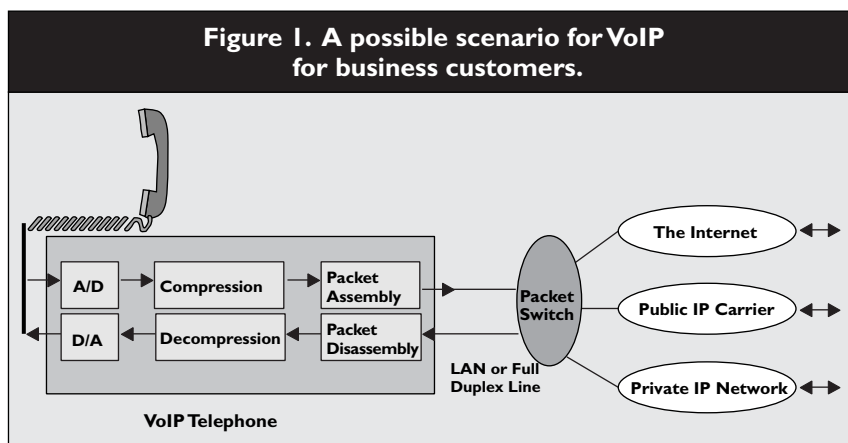 Figure 1. A possible scenario for VoIP
for business customers.
The Internet
A/D
Compression
Packet
Assembly
Packet
Switch
Public IP Carrier
D/A
Decompression
Packet
Disassembly
LAN or Full
Duplex Line
Private IP Network
VoIP Telephone